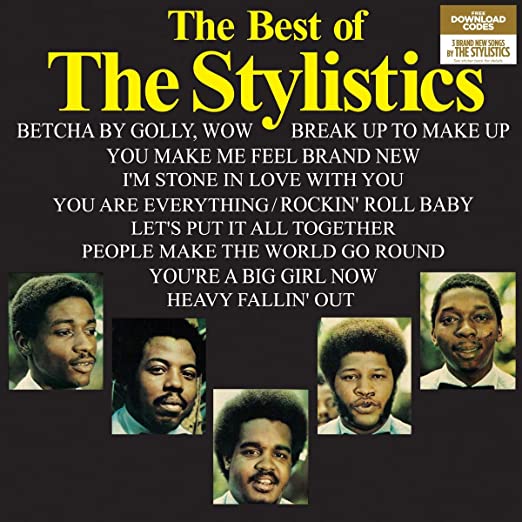 The Best of
The Stylistics
FREE
DOWNLOAD
CODES
3 BRAND NEW SONGS
BY THE STYLISTICS
BETCHA BY GOLLY, WOW BREAK UP TO MAKE UP
YOU MAKE ME FEEL BRAND NEW
I'M STONE IN LOVE WITH YOU
YOU ARE EVERYTHING/ROCKIN' ROLL BABY
LET'S PUT IT ALL TOGETHER
PEOPLE MAKE THE WORLD GO ROUND
YOU'RE A BIG GIRL NOW
HEAVY FALLIN' OUT